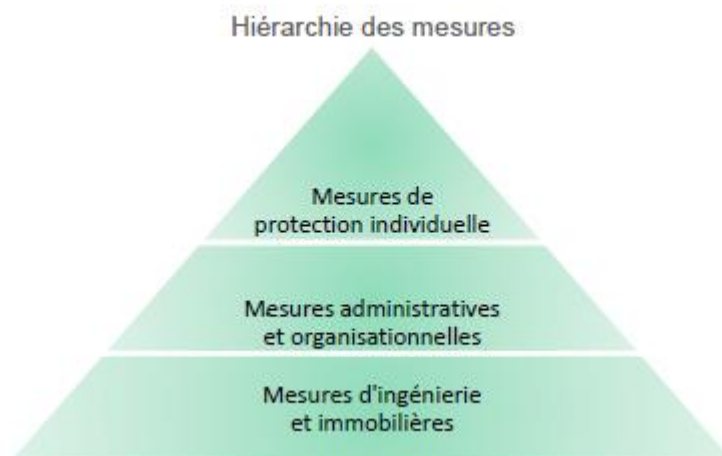 Hiérarchie des mesures
Mesures de
protection individuelle
Mesures administratives
et organisationnelles
Mesures d'ingénierie
et immobilières